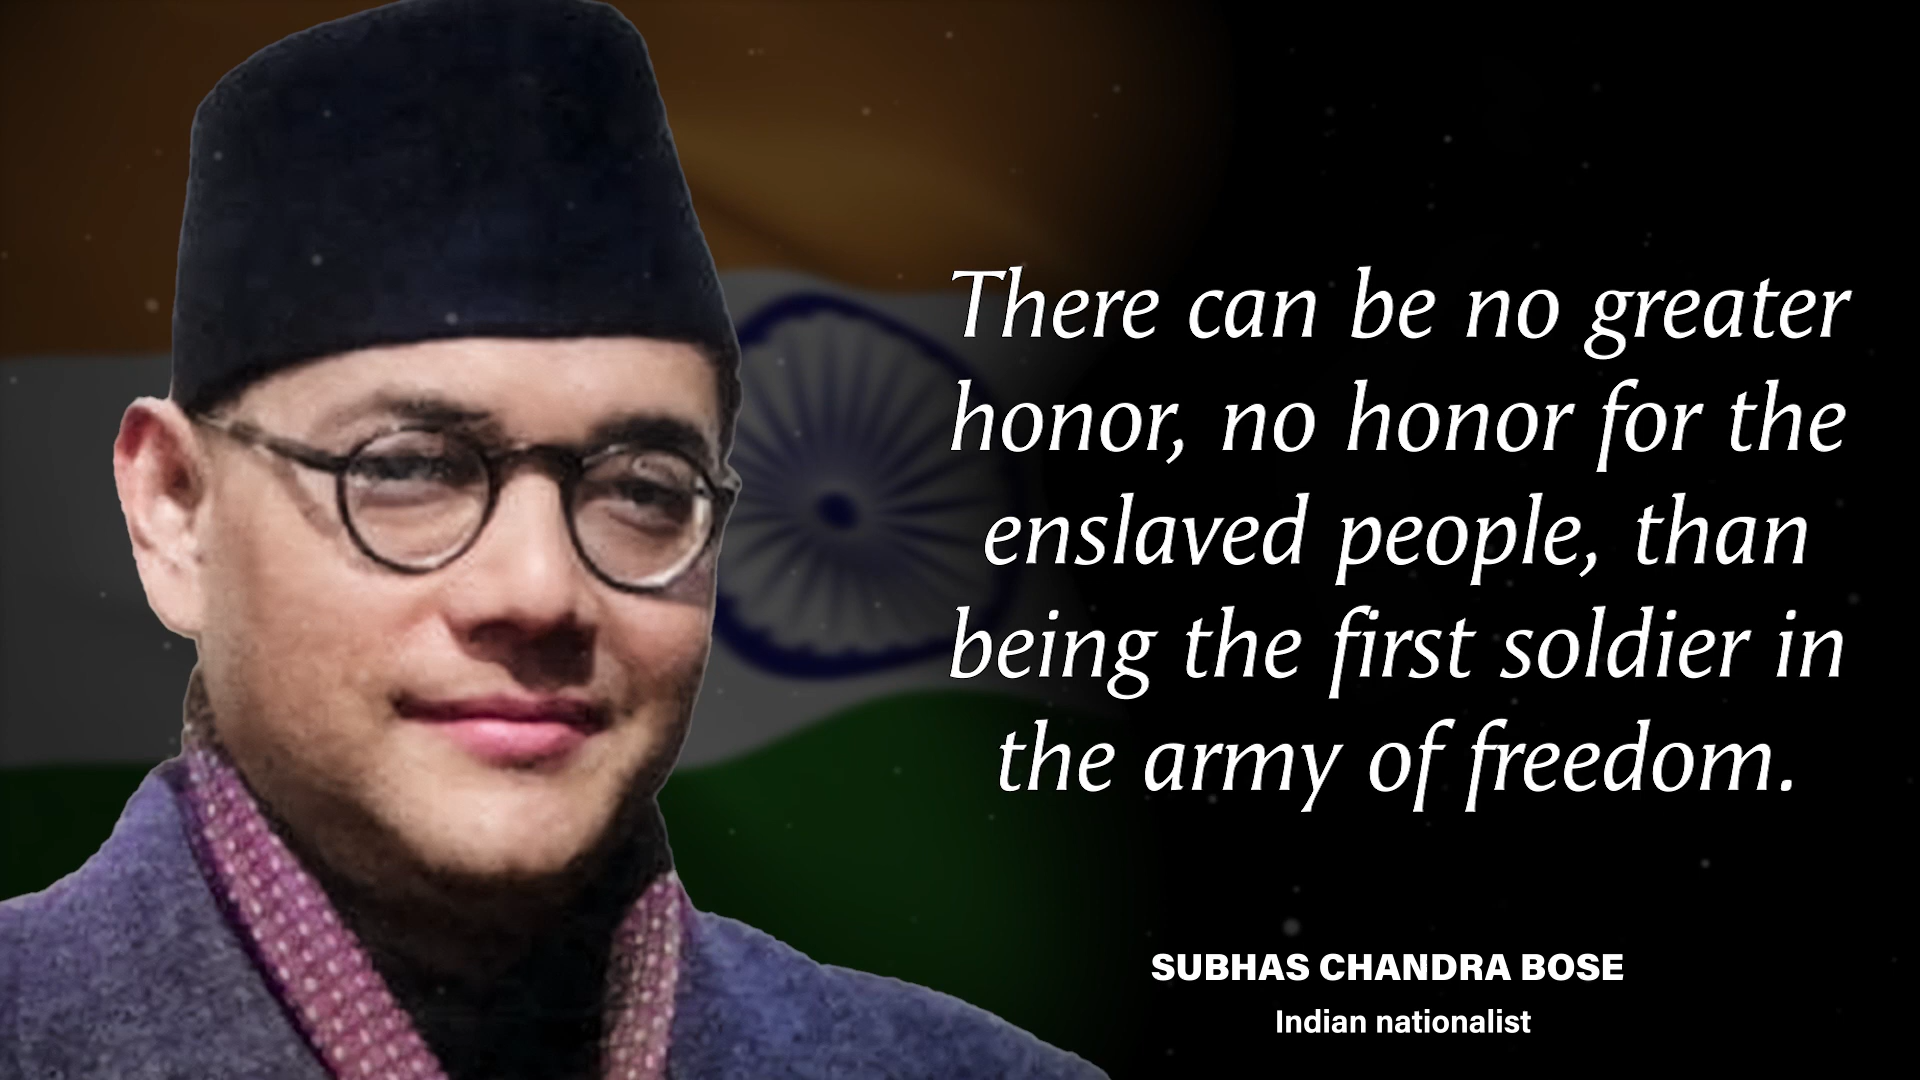 There can be no greater
honor, no honor for the
enslaved people, than
being the first soldier in
the army of freedom.
SUBHAS CHANDRA BOSE
Indian nationalist